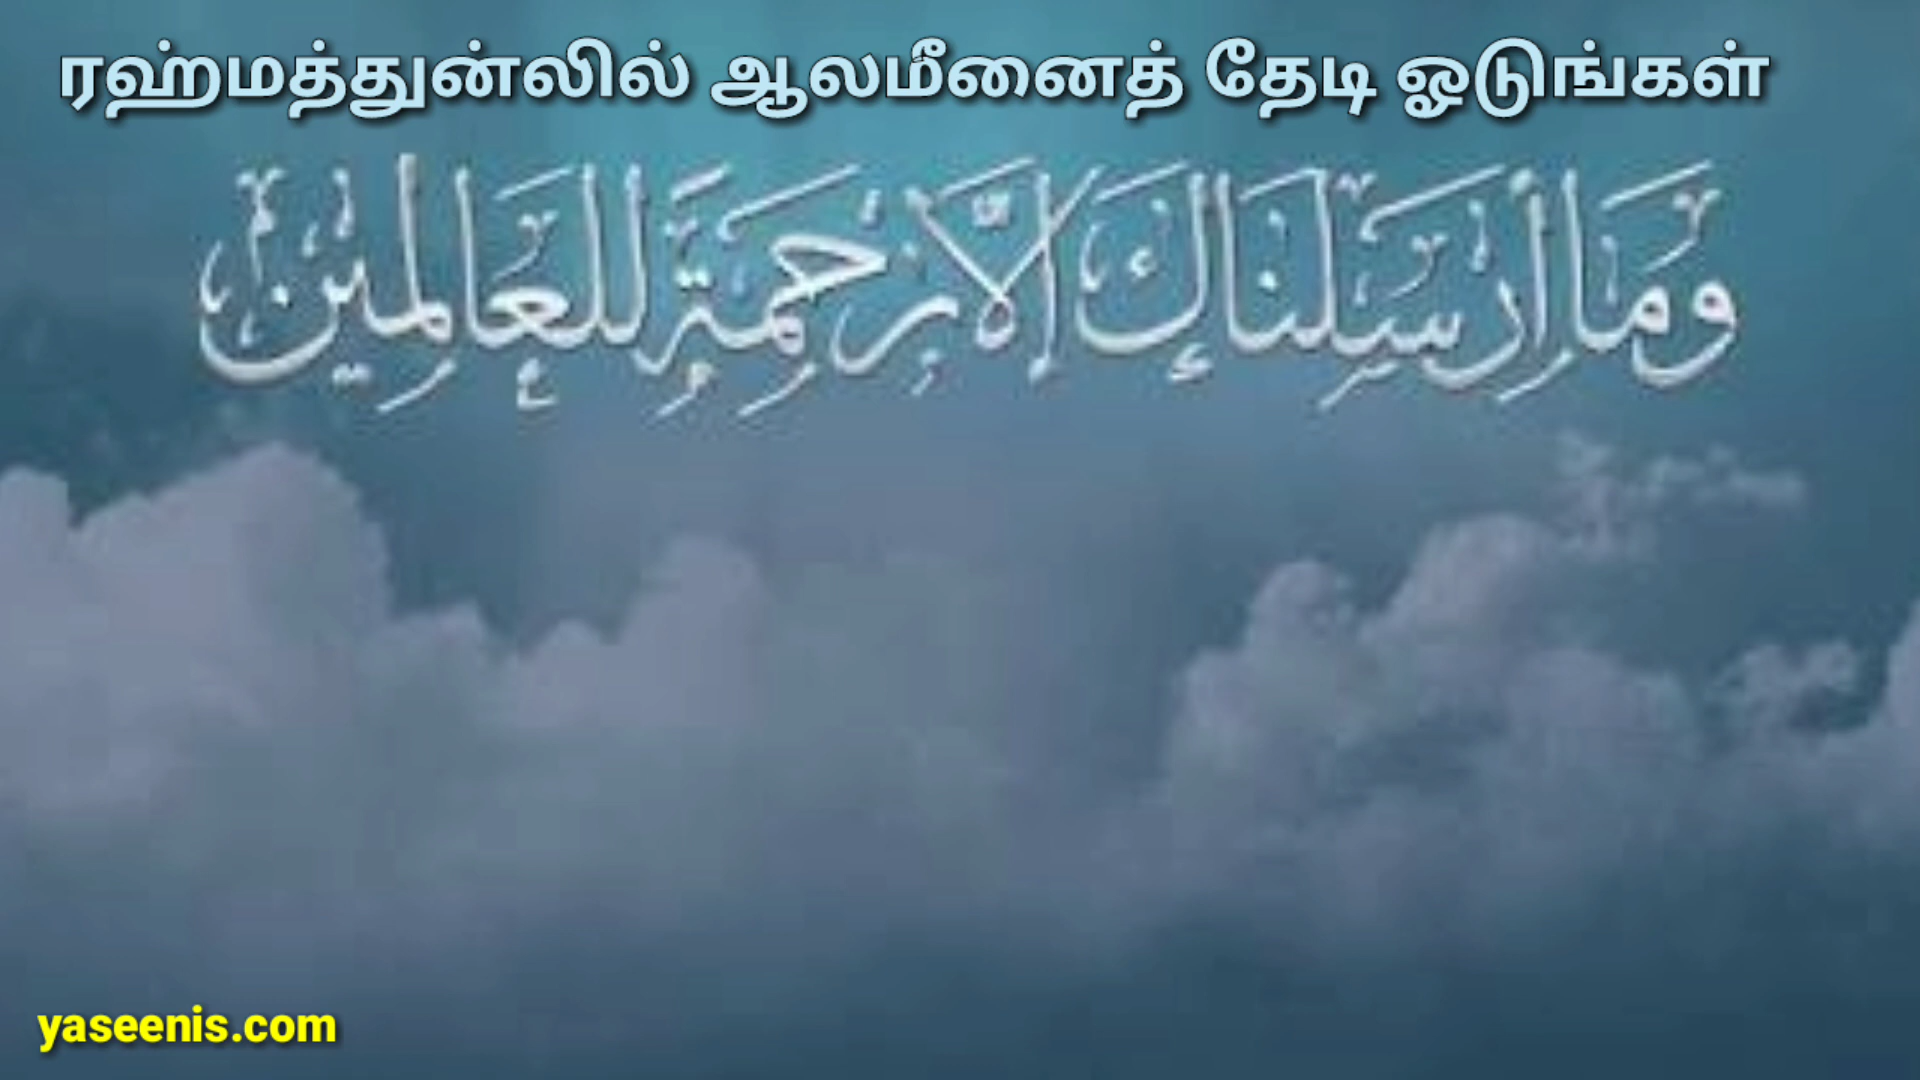 ரஹ்மத்துன்லில் ஆலமீனைத் தேடி ஓடுங்கள்
وَمَا أَرْسَلْنَاكَ إِلَّا رَحْمَةً لِلْعَالَمِينَ
yaseenis.com